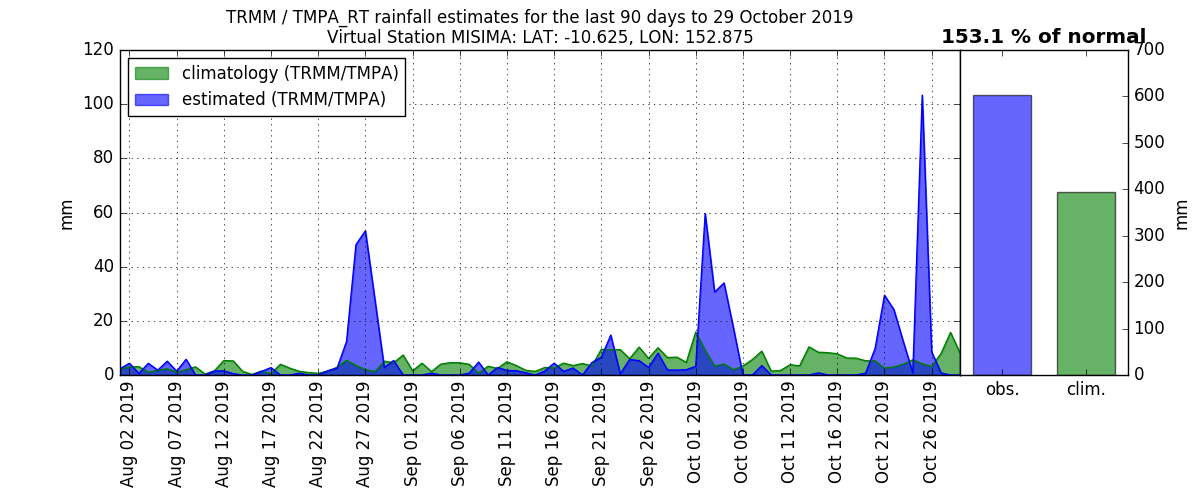 TRMM / TMPA_RT rainfall estimates for the last 90 days to 29 October 2019
Virtual Station MISIMA: LAT: -10.625, LON: 152.875
153.1 % of normal
climatology (TRMM/TMPA)
estimated (TRMM/TMPA)
mm
120
100
80
60
40
20
0
Aug 02 2019
Aug 07 2019
Aug 12 2019
Aug 17 2019
Aug 22 2019
Aug 27 2019
Sep 01 2019
Sep 06 2019
Sep 11 2019
Sep 16 2019
Sep 21 2019
Sep 26 2019
Oct 01 2019
Oct 06 2019
Oct 11 2019
Oct 16 2019
Oct 21 2019
Oct 26 2019
obs.
clim.
700
600
500
400
300
200
100
0
mm